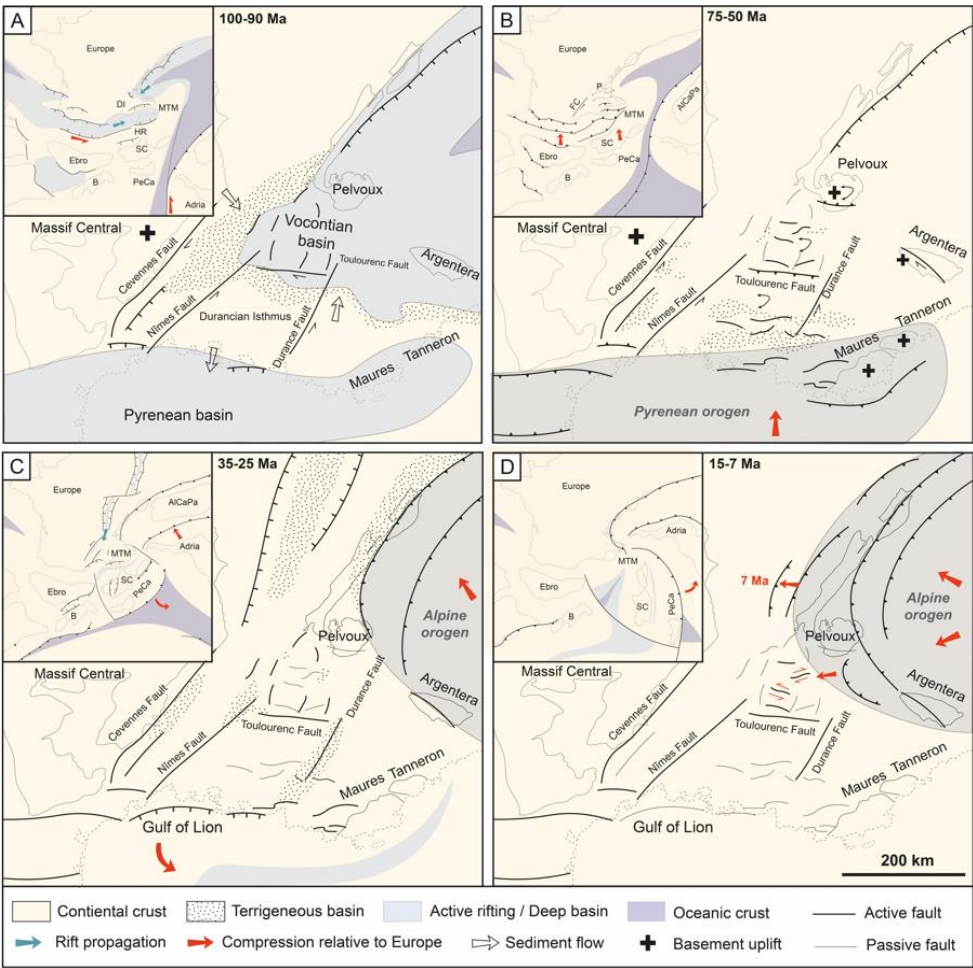 A
100-90 Ma
Europe
DI
MTM
HR
SC
Ebro
B
PeCa
Adria
Massif Central
Cevennes Fault
Nîmes Fault
Pelvoux
Vocontian
basin
Toulourenc Fault
Argentera
Durancian Isthmus
Durance Fault
Maures Tanneron
Pyrenean basin
B
75-50 Ma
Europe
P
FC
MTM
AlCaPa
SC
Ebro
PeCa
B
Adria
Massif Central
Pelvoux
Argentera
Cevennes Fault
Nîmes Fault
Toulourenc Fault
Durance Fault
Maures Tanneron
Pyrenean orogen
C
35-25 Ma
Europe
AlCaPa
MTM
Adria
SC
PeCa
Ebro
B
Massif Central
Alpine
orogen
Pelvoux
Argentera
Cevennes Fault
Nîmes Fault
Toulourenc Fault
Durance Fault
Maures Tanneron
Gulf of Lion
D
15-7 Ma
Europe
Adria
MTM
Ebro
SC
PeCa
B
7 Ma
Alpine
orogen
Massif Central
Pelvoux
Argentera
Cevennes Fault
Nîmes Fault
Toulourenc Fault
Durance Fault
Maures Tanneron
Gulf of Lion
200 km
Contiental crust
Terrigeneous basin
Active rifting / Deep basin
Oceanic crust
Active fault
Rift propagation
Compression relative to Europe
Sediment flow
Basement uplift
Passive fault